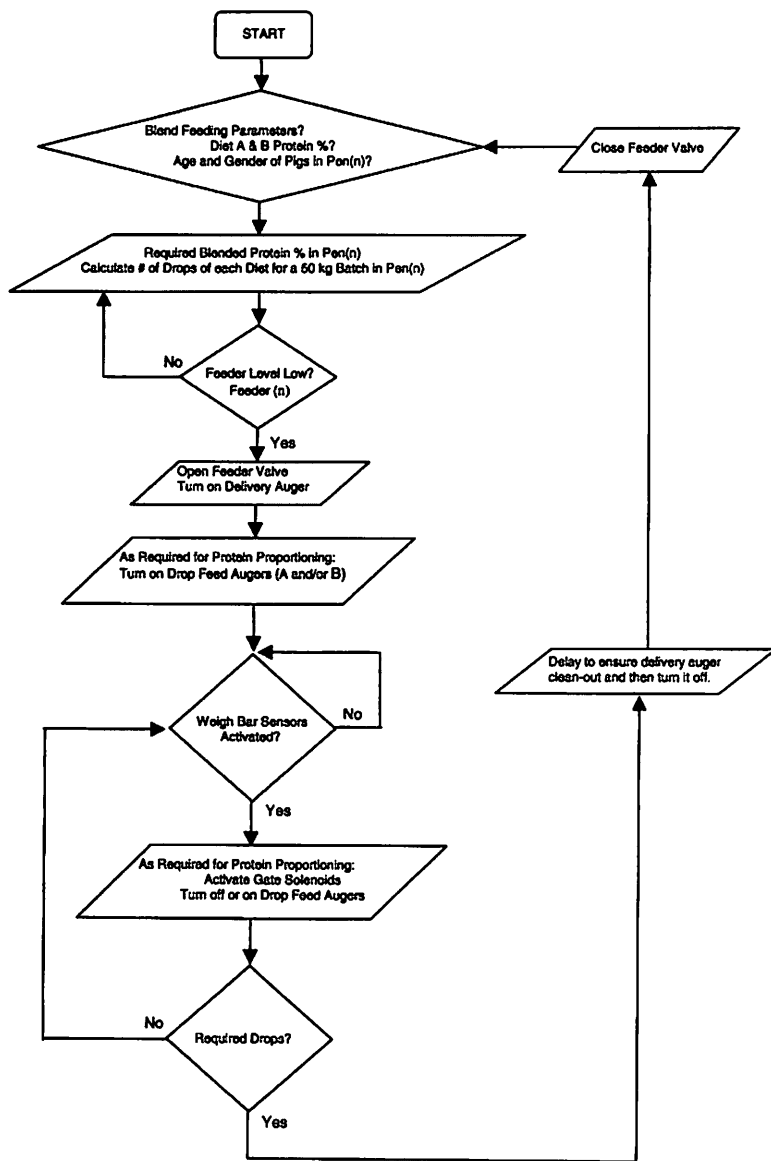 START
Blend Feeding Parameters?
Diet A & B Protein %?
Age and Gender of Pigs in Pen(n)?
Close Feeder Valve
Required Blended Protein % in Pen(n)
Calculate # of Drops of each Diet for a 50 kg Batch in Pen(n)
No
Feeder Level Low?
Feeder (n)
Yes
Open Feeder Valve
Turn on Delivery Auger
As Required for Protein Proportioning:
Turn on Drop Feed Augers (A and/or B)
Delay to ensure delivery auger
clean-out and then turn it off.
Weigh Bar Sensors
Activated?
No
Yes
As Required for Protein Proportioning:
Activate Gate Solenoids
Turn off or on Drop Feed Augers
No
Required Drops?
Yes